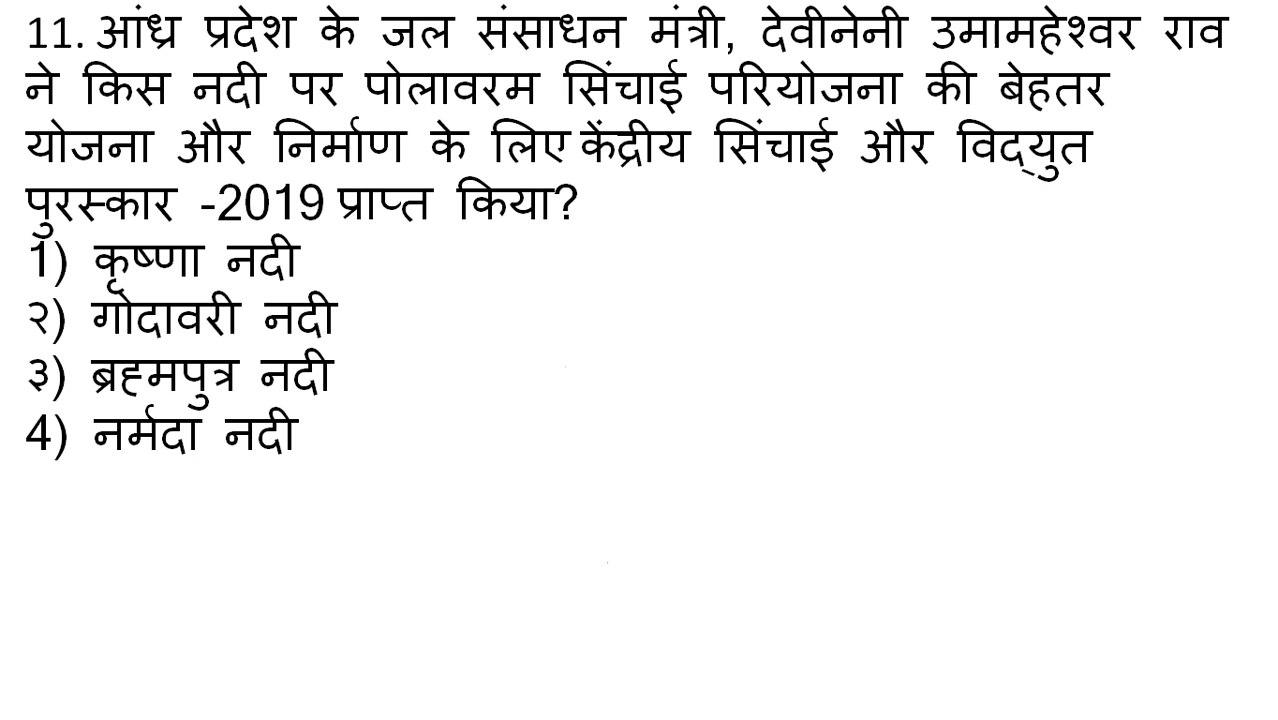 11. आंध्र प्रदेश के जल संसाधन मंत्री, देवीनेनी उमामहेश्वर राव
ने किस नदी पर पोलावरम सिंचाई परियोजना की बेहतर
योजना और निर्माण के लिए केंद्रीय सिंचाई और विद्युत
पुरस्कार -2019 प्राप्त किया?
1) कृष्णा नदी
२) गोदावरी नदी
३) ब्रह्मपुत्र नदी
4) नर्मदा नदी